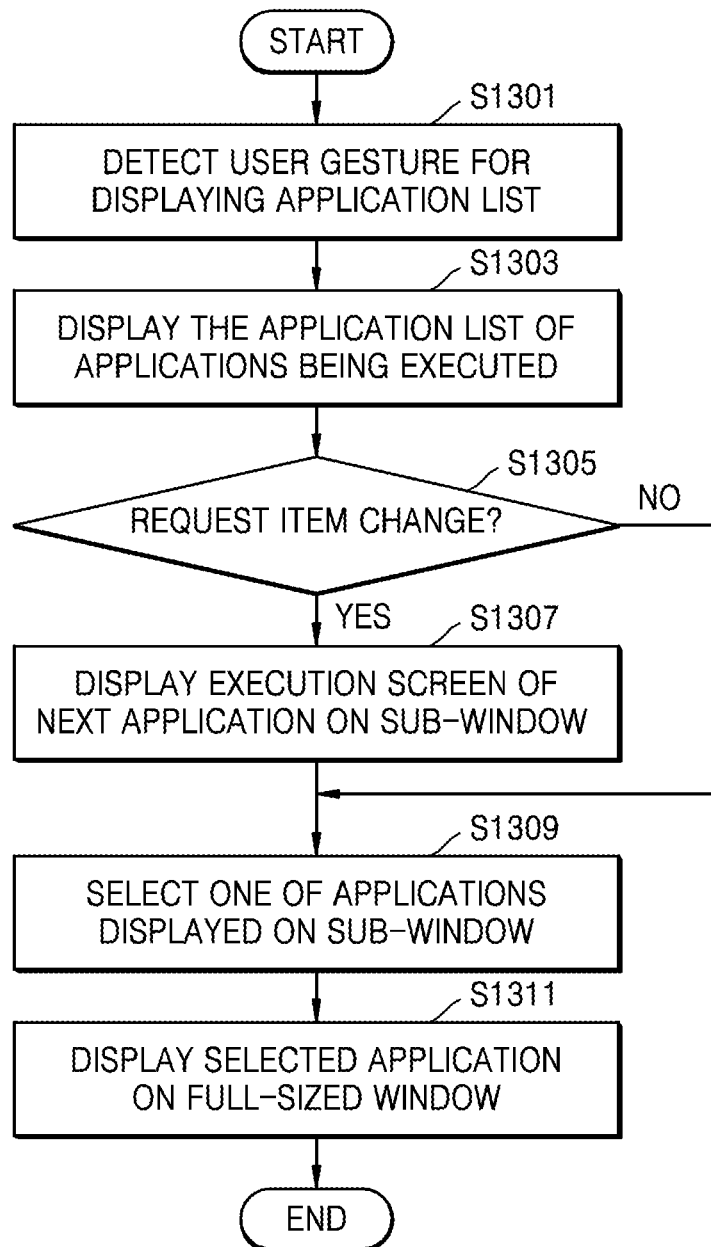 START
S1301
DETECT USER GESTURE FOR
DISPLAYING APPLICATION LIST
S1303
DISPLAY THE APPLICATION LIST OF
APPLICATIONS BEING EXECUTED
S1305
REQUEST ITEM CHANGE?
NO
YES
S1307
DISPLAY EXECUTION SCREEN OF
NEXT APPLICATION ON SUB-WINDOW
S1309
SELECT ONE OF APPLICATIONS
DISPLAYED ON SUB-WINDOW
S1311
DISPLAY SELECTED APPLICATION
ON FULL-SIZED WINDOW
END